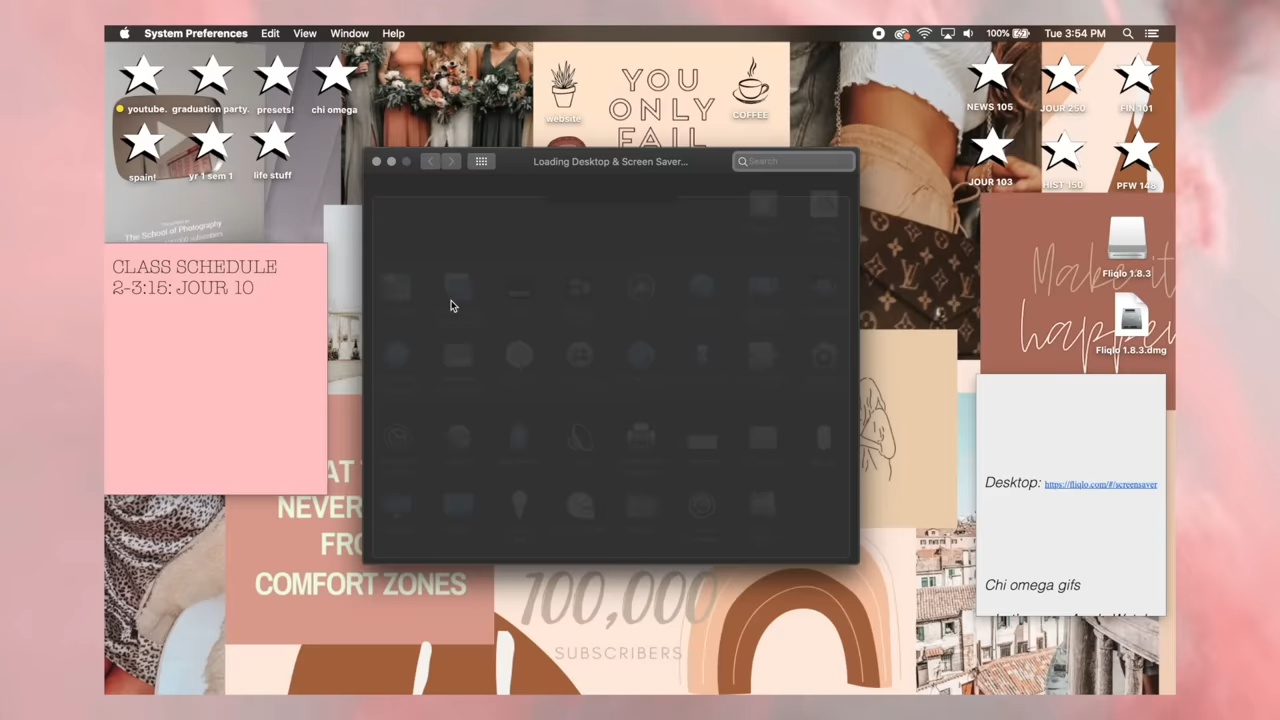 System Preferences Edit View Window Help 100% Tue 3:54 PM
youtube. graduation party. presets! chi omega
spain! yr 1 sem 1 life stuff
The School of Photography
website
COFFEE
YOU
ONLY
FAIL
NEWS 105 JOUR 250 FIN 101
JOUR 103 HIST 150 PFW 148
Loading Desktop & Screen Saver... Search
CLASS SCHEDULE
2-3:15: JOUR 10
Fliqlo 1.8.3
Make it
Fliqlo 1.8.3.dmg
Desktop: https://fliqlo.com/#/screensaver
Chi omega gifs
NEVER
COMFORT ZONES
100,000
SUBSCRIBERS